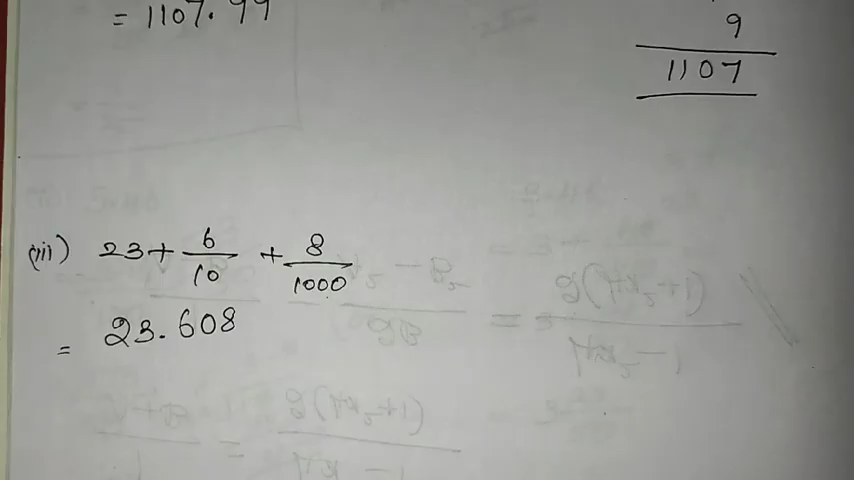 = 1107.99
9
1107
(iii) 23 + 6/10 + 8/1000
= 23.608